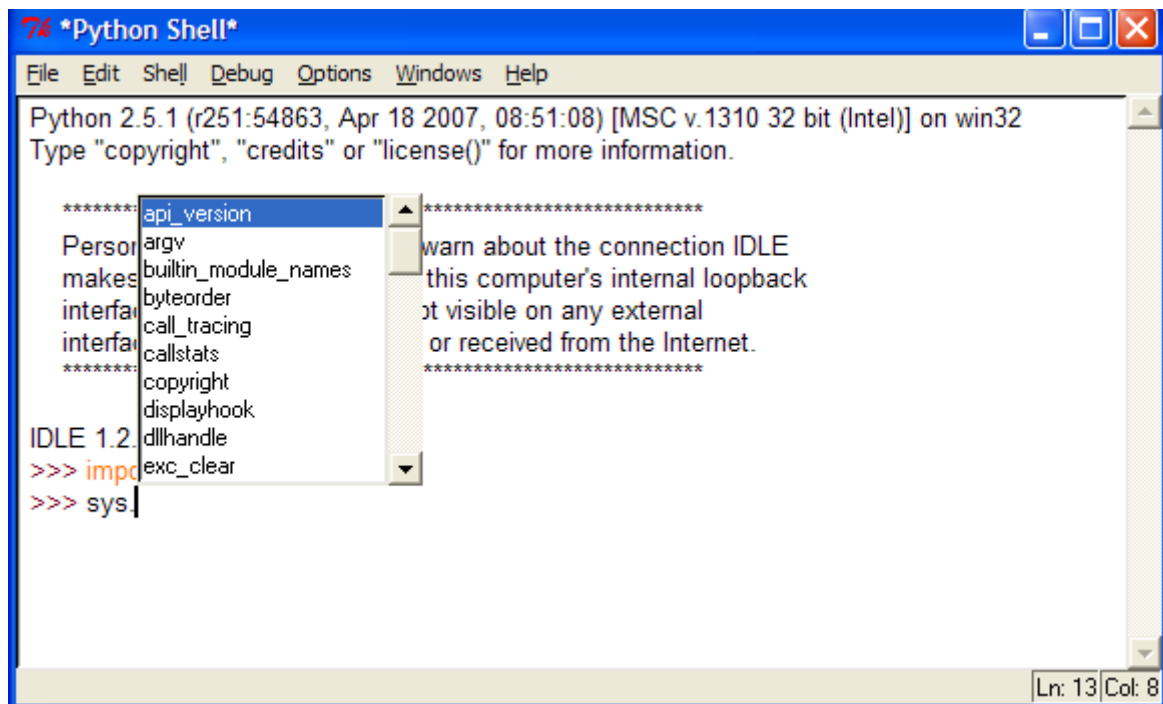 *Python Shell*
File Edit Shell Debug Options Windows Help
Python 2.5.1 (r251:54863, Apr 18 2007, 08:51:08) [MSC v.1310 32 bit (Intel)] on win32
Type "copyright", "credits" or "license()" for more information.
****************************
warn about the connection IDLE
makes this computer's internal loopback
visible on any external
or received from the Internet.
****************************
IDLE 1.2.
>>>
>>> sys.
api_version
argv
builtin_module_names
byteorder
call_tracing
callstats
copyright
displayhook
dllhandle
exc_clear
Ln: 13 Col: 8